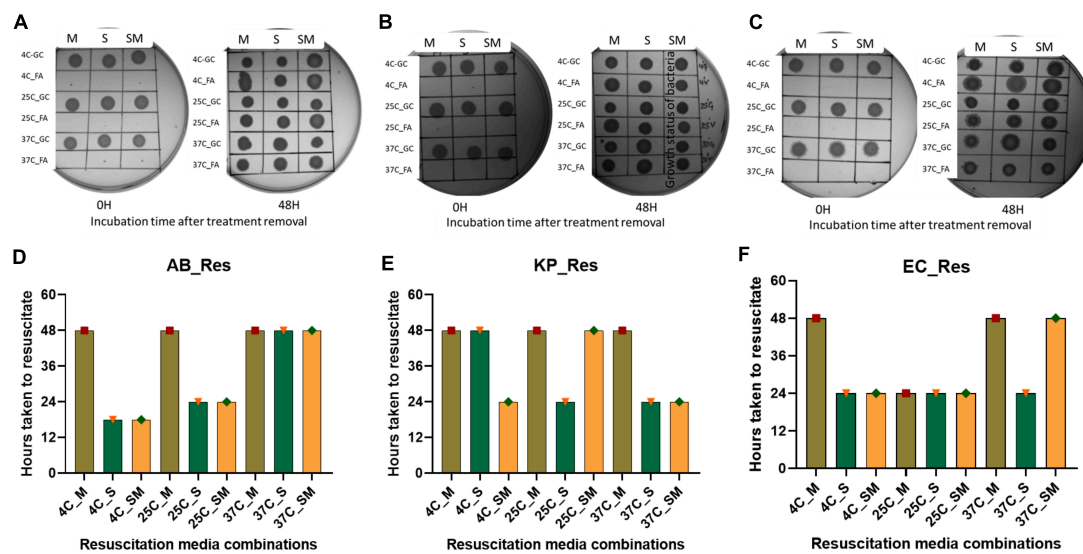 A
M S SM
4C-GC
4C_FA
25C_GC
25C_FA
37C_GC
37C_FA
0H
M S SM
4C-GC
4C_FA
25C_GC
25C_FA
37C_GC
37C_FA
48H
Incubation time after treatment removal
B
M S SM
4C-GC
4C_FA
25C_GC
25C_FA
37C_GC
37C_FA
0H
M S SM
4C-GC
4C_FA
25C_GC
25C_FA
37C_GC
37C_FA
Growth status of bacteria
48H
Incubation time after treatment removal
C
M S SM
4C-GC
4C_FA
25C_GC
25C_FA
37C_GC
37C_FA
0H
M S SM
4C-GC
4C_FA
25C_GC
25C_FA
37C_GC
37C_FA
48H
Incubation time after treatment removal
D
AB_Res
Hours taken to resuscitate
60
48
36
24
12
0
4C_M
4C_S
4C_SM
25C_M
25C_S
25C_SM
37C_M
37C_S
37C_SM
Resuscitation media combinations
E
KP_Res
Hours taken to resuscitate
60
48
36
24
12
0
4C_M
4C_S
4C_SM
25C_M
25C_S
25C_SM
37C_M
37C_S
37C_SM
Resuscitation media combinations
F
EC_Res
Hours taken to resuscitate
60
48
36
24
12
0
4C_M
4C_S
4C_SM
25C_M
25C_S
25C_SM
37C_M
37C_S
37C_SM
Resuscitation media combinations